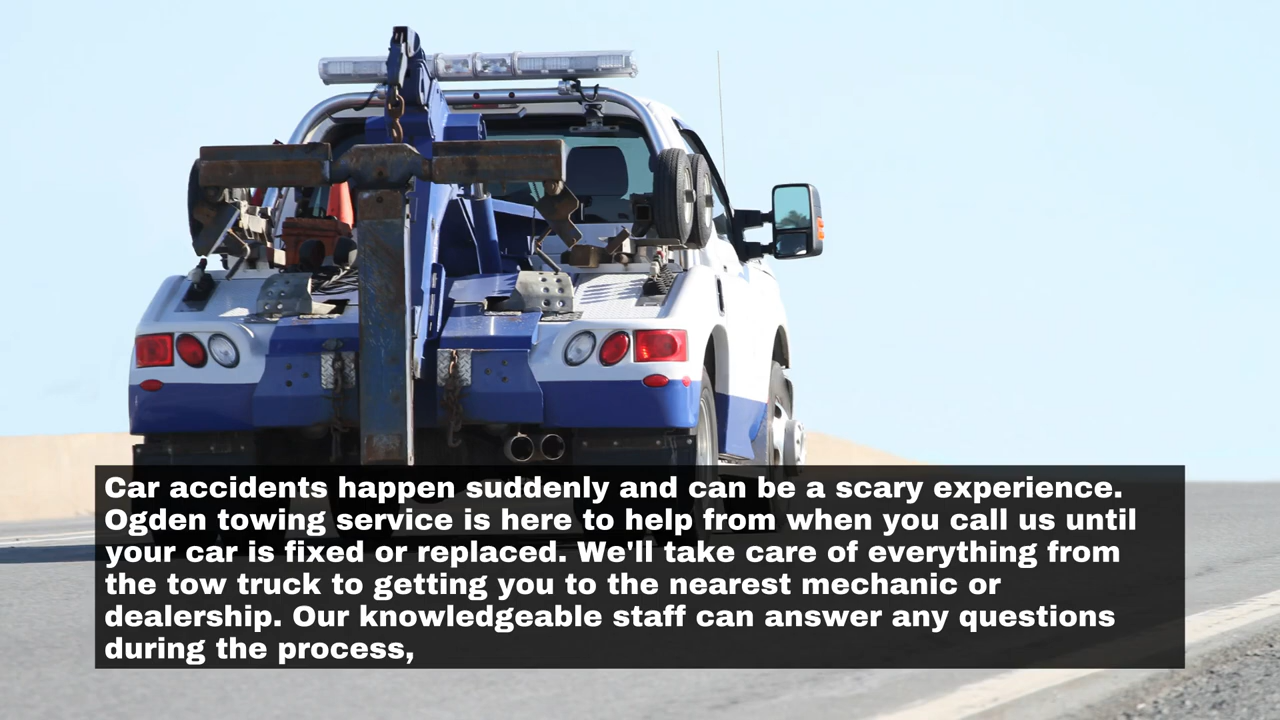 Car accidents happen suddenly and can be a scary experience.
Ogden towing service is here to help from when you call us until
your car is fixed or replaced. We'll take care of everything from
the tow truck to getting you to the nearest mechanic or
dealership. Our knowledgeable staff can answer any questions
during the process,